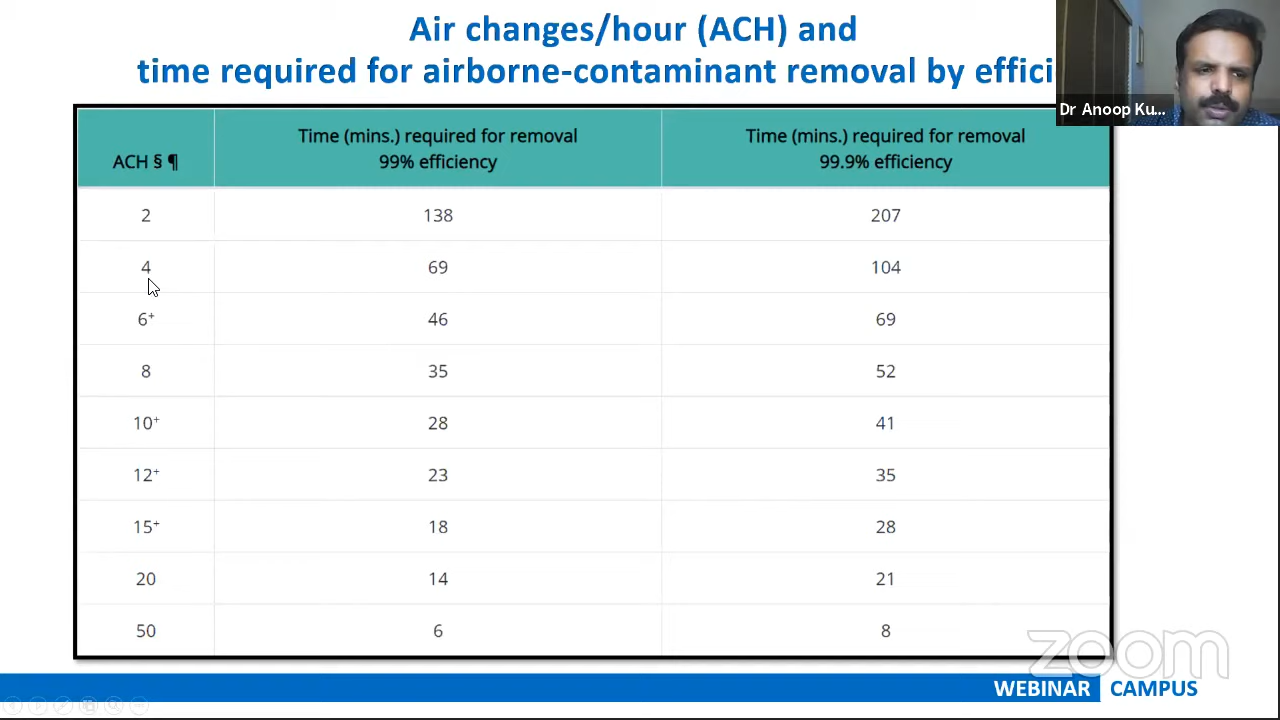 Air changes/hour (ACH) and
time required for airborne-contaminant removal by effici
Dr Anoop Ku...
ACH § ¶
Time (mins.) required for removal
99% efficiency
Time (mins.) required for removal
99.9% efficiency
2 138 207
4 69 104
6+ 46 69
8 35 52
10+ 28 41
12+ 23 35
15+ 18 28
20 14 21
50 6 8
zoom
WEBINAR CAMPUS